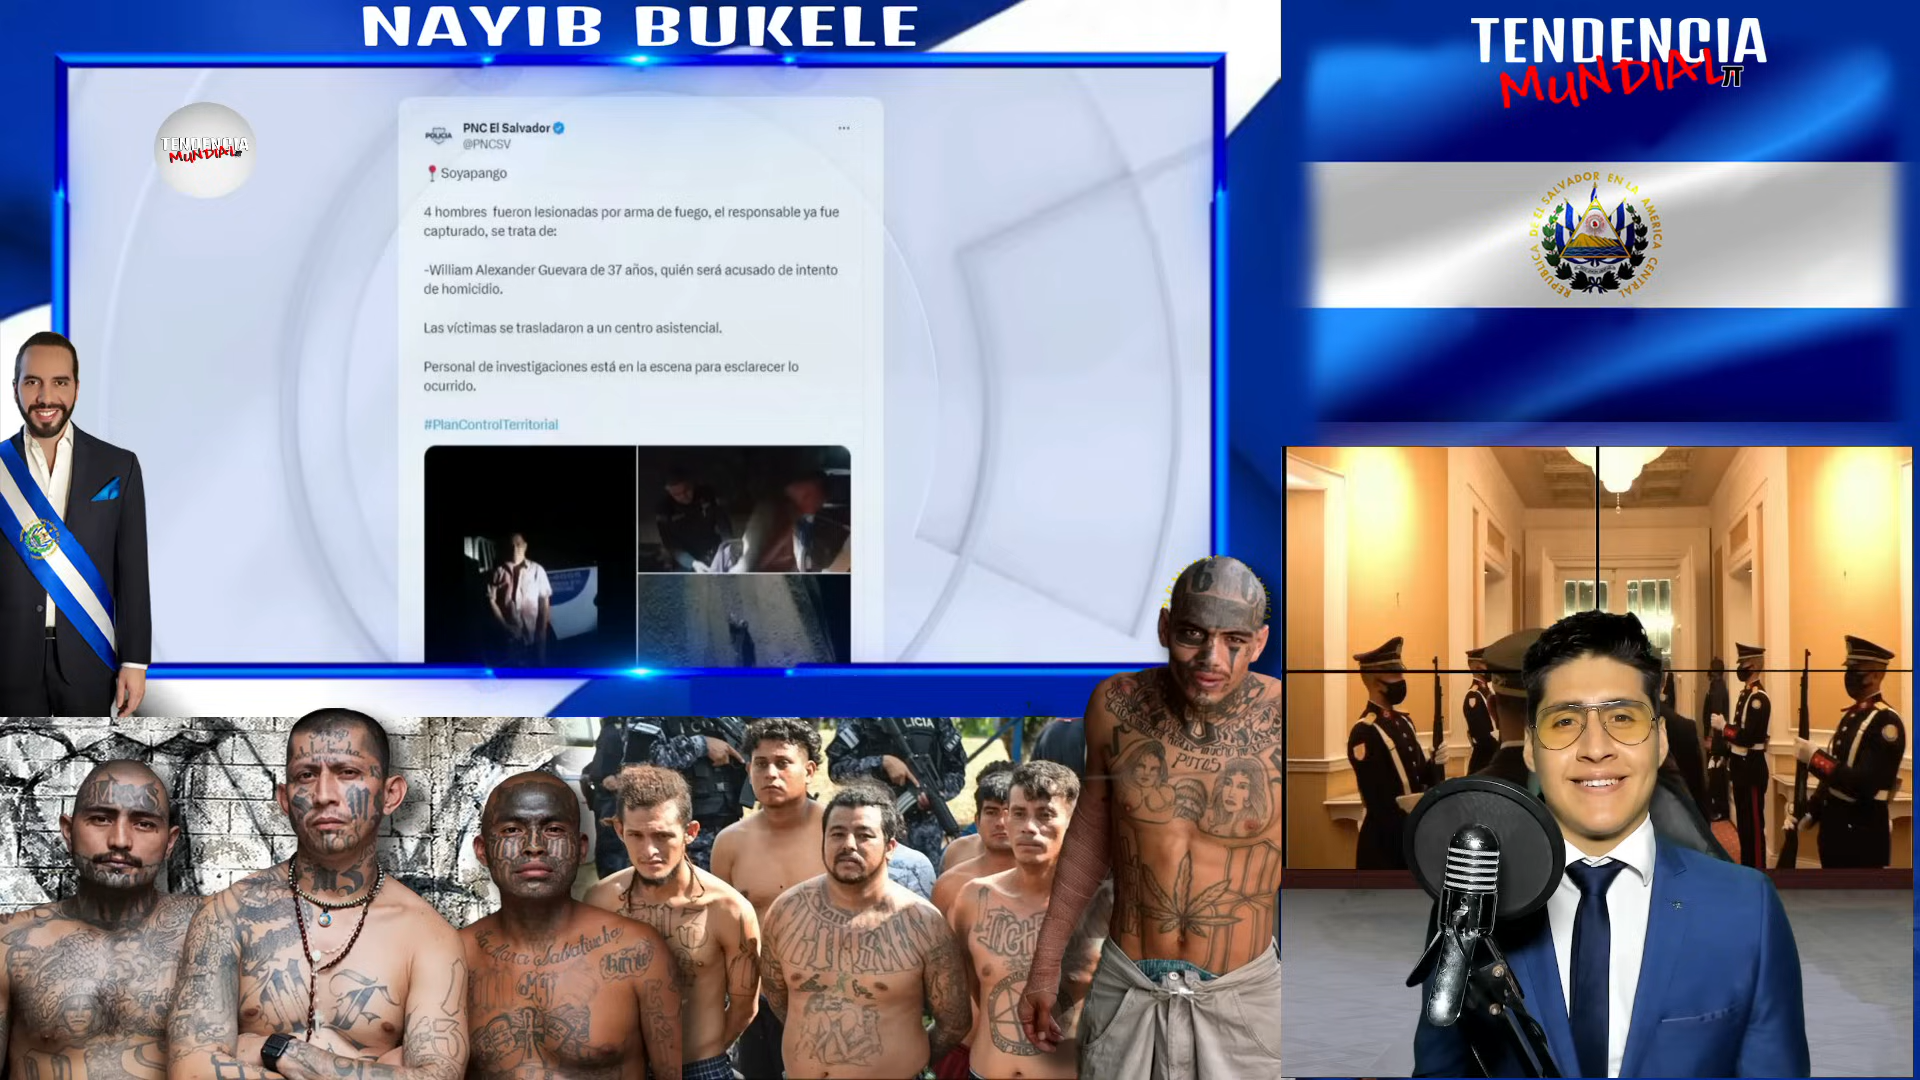 NAYIB BUKELE
TENDENCIA
MUNDIAL
TENDENCIA
MUNDIAL
POLICIA
PNC El Salvador
@PNCSV
Soyapango
4 hombres fueron lesionadas por arma de fuego, el responsable ya fue
capturado, se trata de:
-William Alexander Guevara de 37 años, quién será acusado de intento
de homicidio.
Las víctimas se trasladaron a un centro asistencial.
Personal de investigaciones está en la escena para esclarecer lo
ocurrido.
#PlanControlTerritorial
REPUBLICA DE EL SALVADOR EN LA AMERICA CENTRAL
LICIA